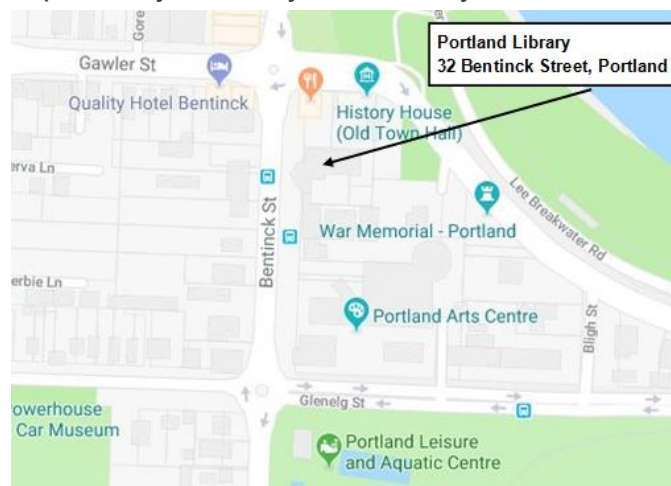 Gore
Gawler St
Portland Library
32 Bentinck Street, Portland
Quality Hotel Bentinck
History House
(Old Town Hall)
erva Ln
Lee Breakwater Rd
War Memorial - Portland
Bentinck St
erbie Ln
Portland Arts Centre
Bligh St
Glenelg St
owerhouse
Car Museum
Portland Leisure
and Aquatic Centre